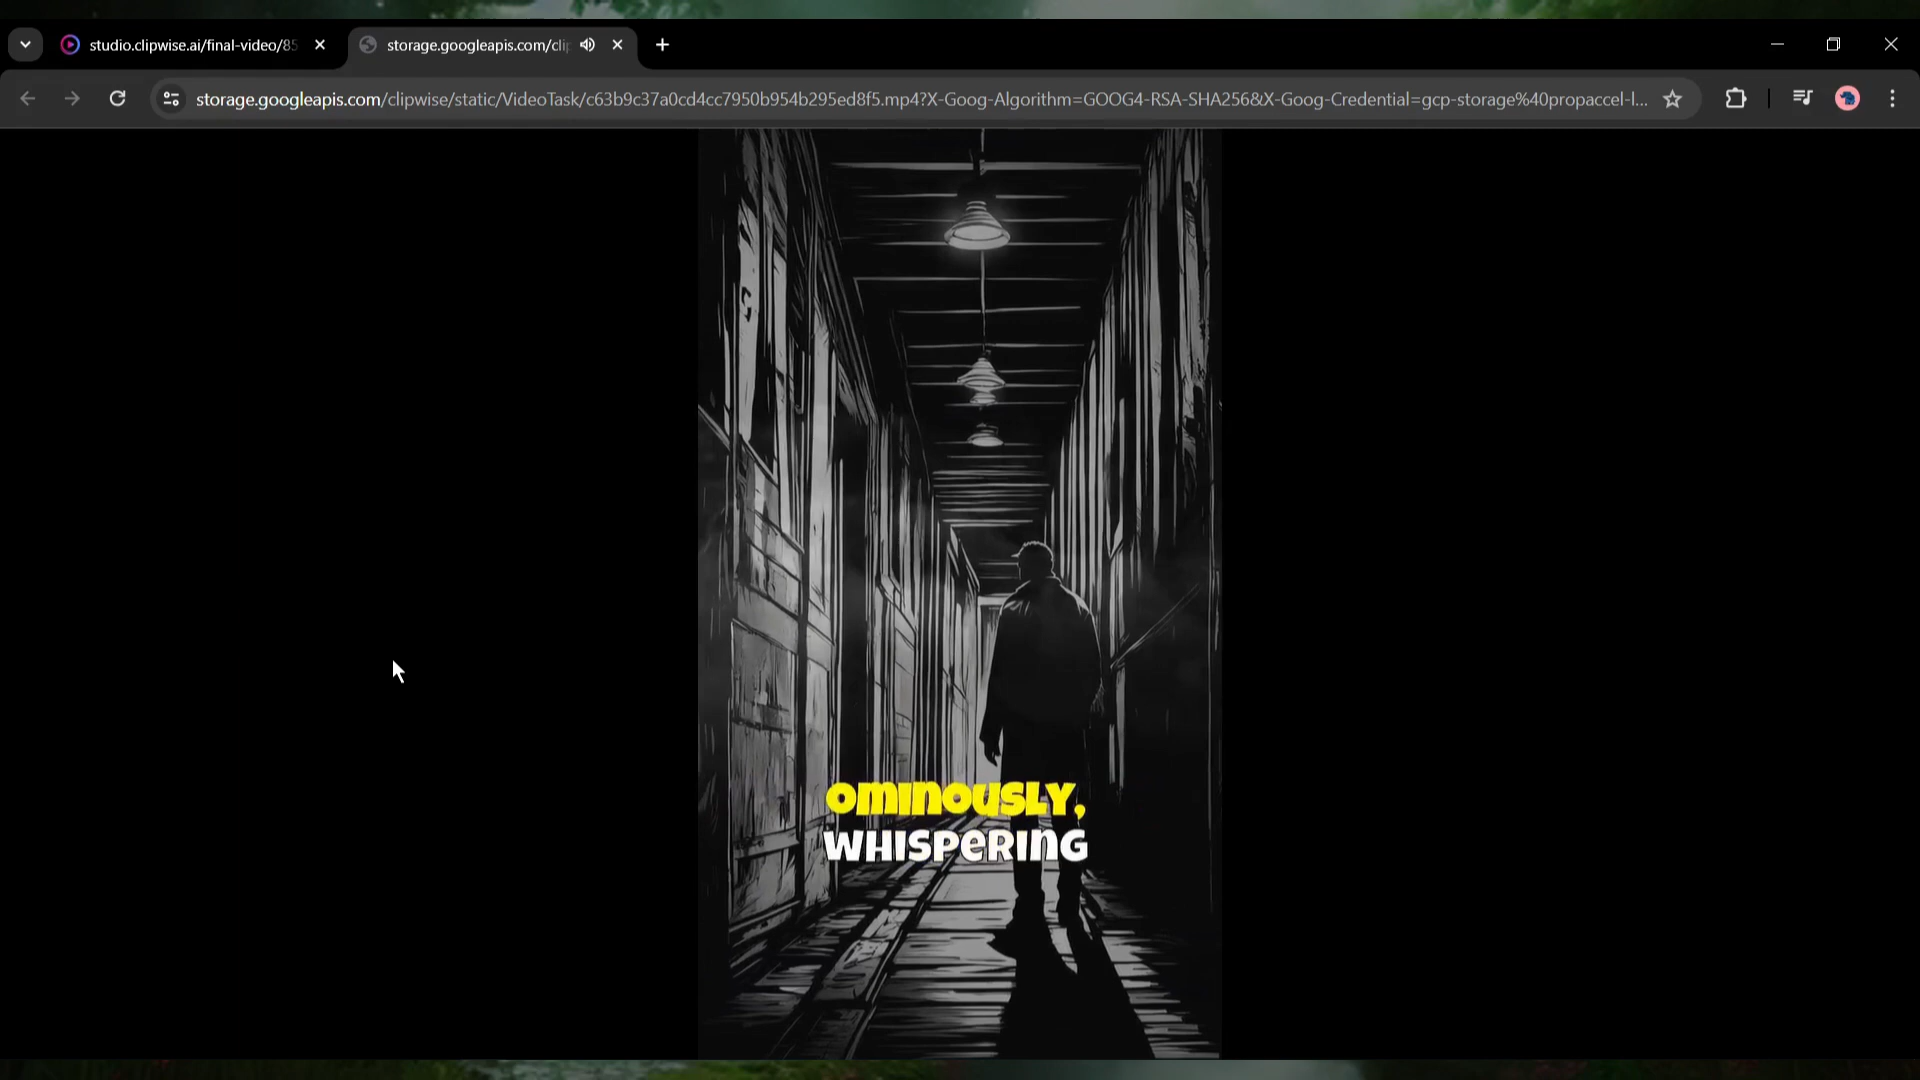 studio.clipwise.ai/final-video/85
storage.googleapis.com/cli
storage.googleapis.com/clipwise/static/VideoTask/c63b9c37a0cd4cc7950b954b295ed8f5.mp4?X-Goog-Algorithm=GOOG4-RSA-SHA256&X-Goog-Credential=gcp-storage%40propaccel-l...
OMINOUSLY,
WHISPERING